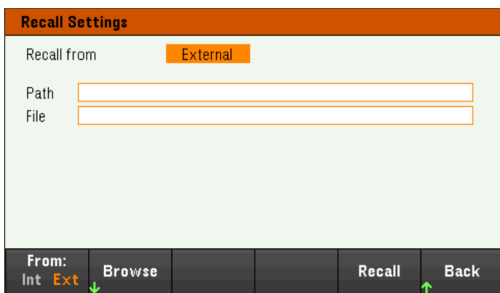 Recall Settings
Recall from External
Path
File
From:
Int Ext
Browse
Recall
Back